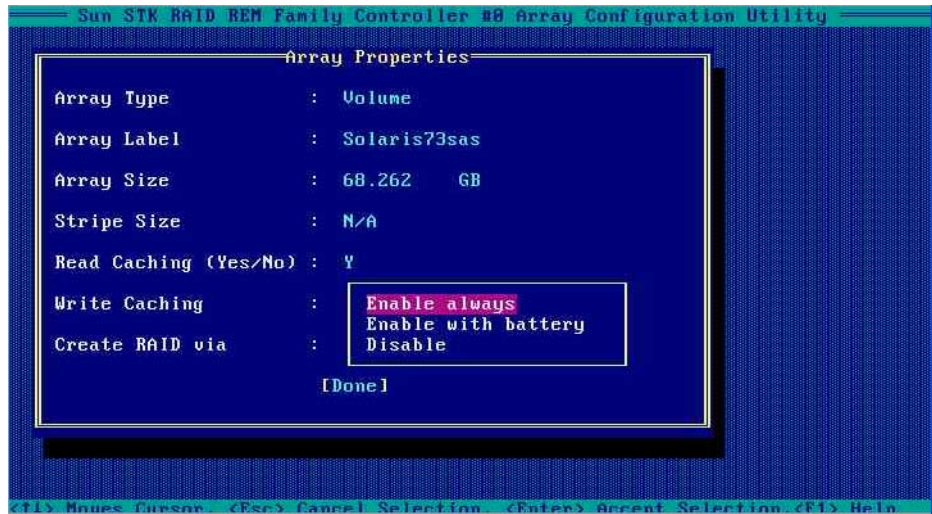 Sun STK RAID REM Family Controller #0 Array Configuration Utility
Array Properties
Array Type : Volume
Array Label : Solaris73sas
Array Size : 68.262 GB
Stripe Size : N/A
Read Caching (Yes/No) : Y
Write Caching :
Enable always
Enable with battery
Disable
Create RAID via :
[Done]
<↑↓> Moves Cursor, <Esc> Cancel Selection, <Enter> Accept Selection,<F1> Help